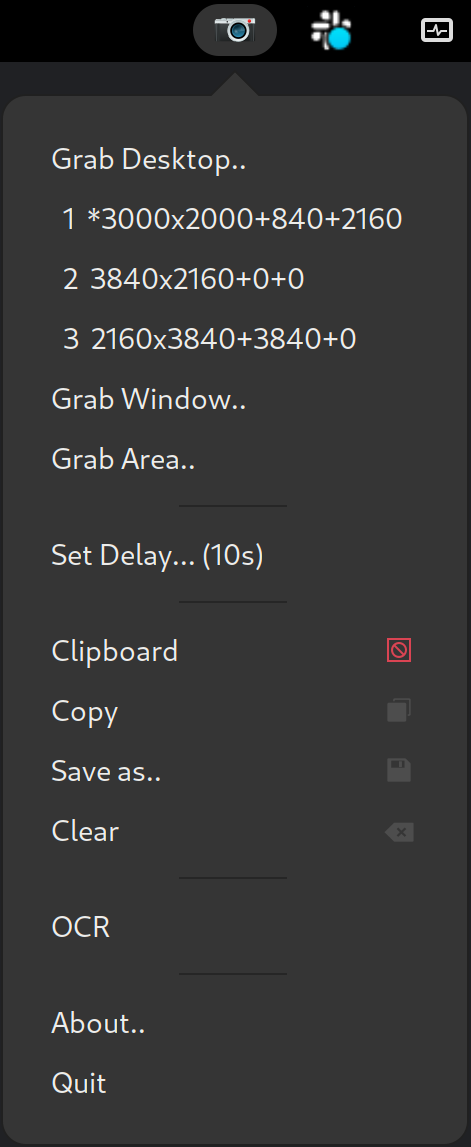 Grab Desktop..
1 *3000x2000+840+2160
2 3840x2160+0+0
3 2160x3840+3840+0
Grab Window..
Grab Area..
Set Delay... (10s)
Clipboard
Copy
Save as..
Clear
OCR
About..
Quit